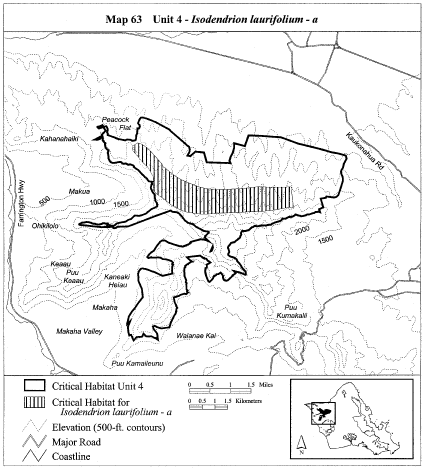 Map 63 Unit 4 - Isodendrion laurifolium - a
Peacock
Flat
Kahanahaiki
Kaukonahua Rd
Farrington Hwy
Makua
500
1000
1500
Ohikilolo
2000
1500
Keaau
Puu
Keaau
Kaneaki
Heiau
Makaha
Puu
Kumakalii
Makaha Valley
Waianae Kai
Puu Kamaileunu
Critical Habitat Unit 4
Critical Habitat for
Isodendrion laurifolium - a
Elevation (500-ft. contours)
Major Road
Coastline
0 0.5 1 1.5 Miles
0 0.5 1 1.5 Kilometers
N